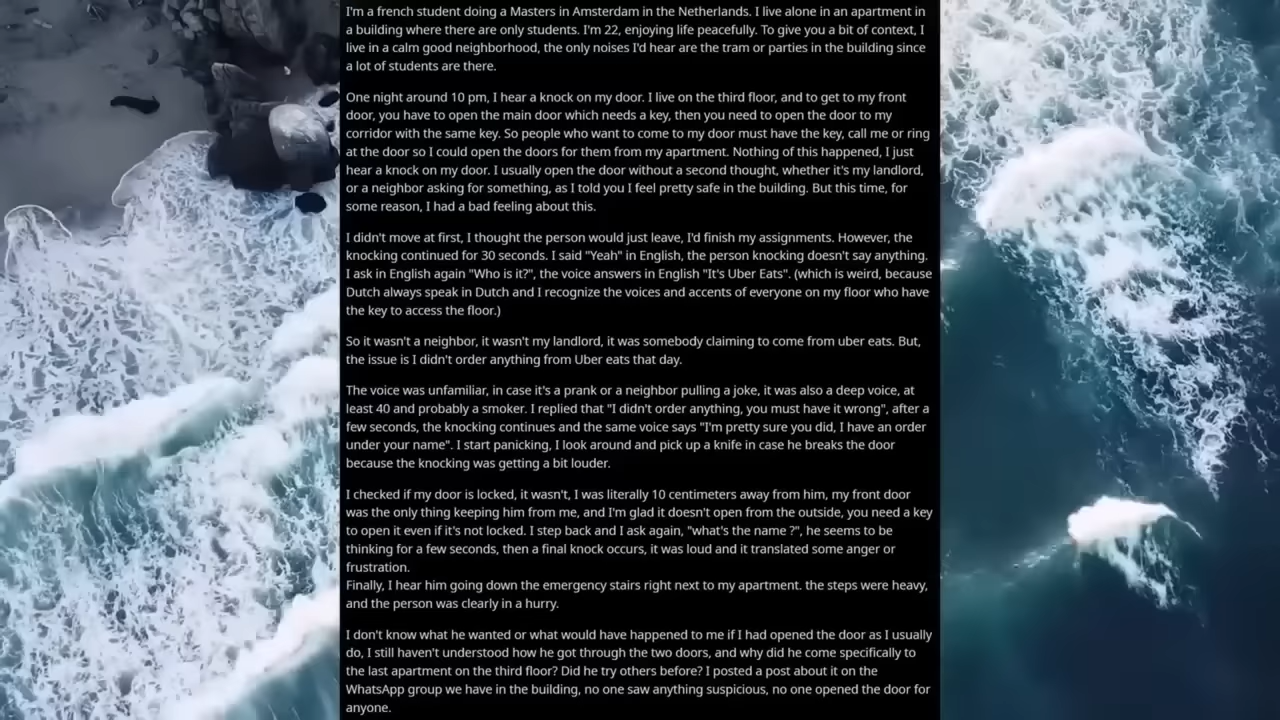 I'm a french student doing a Masters in Amsterdam in the Netherlands. I live alone in an apartment in
a building where there are only students. I'm 22, enjoying life peacefully. To give you a bit of context, I
live in a calm good neighborhood, the only noises I'd hear are the tram or parties in the building since
a lot of students are there.
One night around 10 pm, I hear a knock on my door. I live on the third floor, and to get to my front
door, you have to open the main door which needs a key, then you need to open the door to my
corridor with the same key. So people who want to come to my door must have the key, call me or ring
at the door so I could open the doors for them from my apartment. Nothing of this happened, I just
hear a knock on my door. I usually open the door without a second thought, whether it's my landlord,
or a neighbor asking for something, as I told you I feel pretty safe in the building. But this time, for
some reason, I had a bad feeling about this.
I didn't move at first, I thought the person would just leave, I'd finish my assignments. However, the
knocking continued for 30 seconds. I said "Yeah" in English, the person knocking doesn't say anything.
I ask in English again "Who is it?", the voice answers in English "It's Uber Eats". (which is weird, because
Dutch always speak in Dutch and I recognize the voices and accents of everyone on my floor who have
the key to access the floor.)
So it wasn't a neighbor, it wasn't my landlord, it was somebody claiming to come from uber eats. But,
the issue is I didn't order anything from Uber eats that day.
The voice was unfamiliar, in case it's a prank or a neighbor pulling a joke, it was also a deep voice, at
least 40 and probably a smoker. I replied that "I didn't order anything, you must have it wrong", after a
few seconds, the knocking continues and the same voice says "I'm pretty sure you did, I have an order
under your name". I start panicking, I look around and pick up a knife in case he breaks the door
because the knocking was getting a bit louder.
I checked if my door is locked, it wasn't, I was literally 10 centimeters away from him, my front door
was the only thing keeping him from me, and I'm glad it doesn't open from the outside, you need a key
to open it even if it's not locked. I step back and I ask again, "what's the name ?", he seems to be
thinking for a few seconds, then a final knock occurs, it was loud and it translated some anger or
frustration.
Finally, I hear him going down the emergency stairs right next to my apartment. the steps were heavy,
and the person was clearly in a hurry.
I don't know what he wanted or what would have happened to me if I had opened the door as I usually
do, I still haven't understood how he got through the two doors, and why did he come specifically to
the last apartment on the third floor? Did he try others before? I posted a post about it on the
WhatsApp group we have in the building, no one saw anything suspicious, no one opened the door for
anyone.